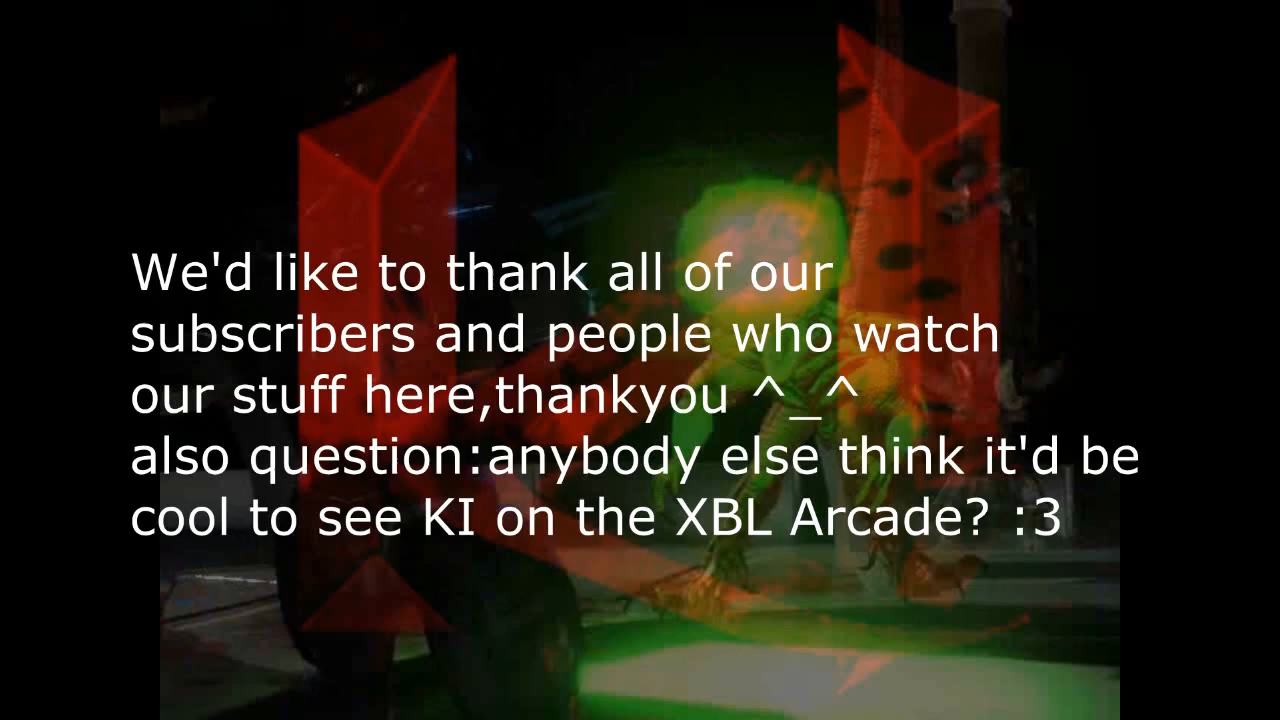 We'd like to thank all of our
subscribers and people who watch
our stuff here,thankyou ^_^
also question:anybody else think it'd be
cool to see KI on the XBL Arcade? :3